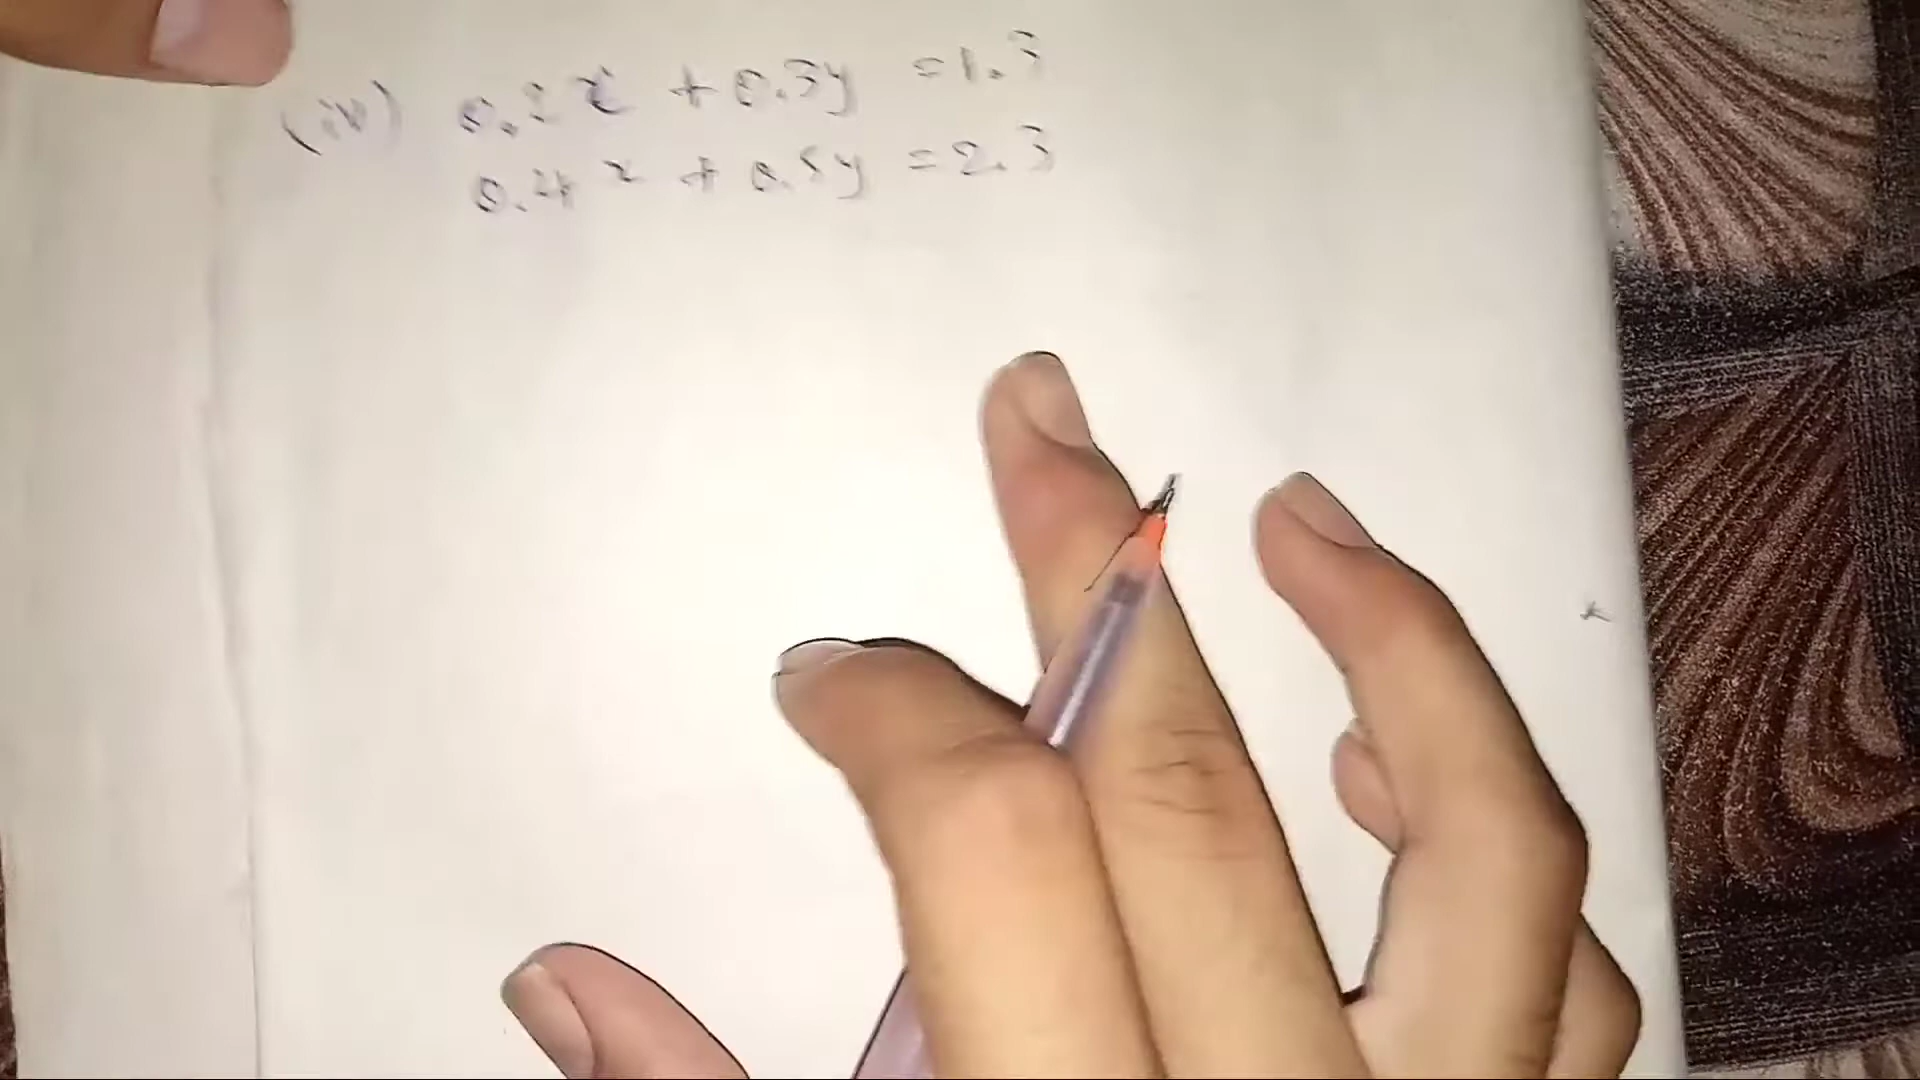 (iv) 0.2x + 0.3y = 1.3
0.4x + 0.5y = 2.3